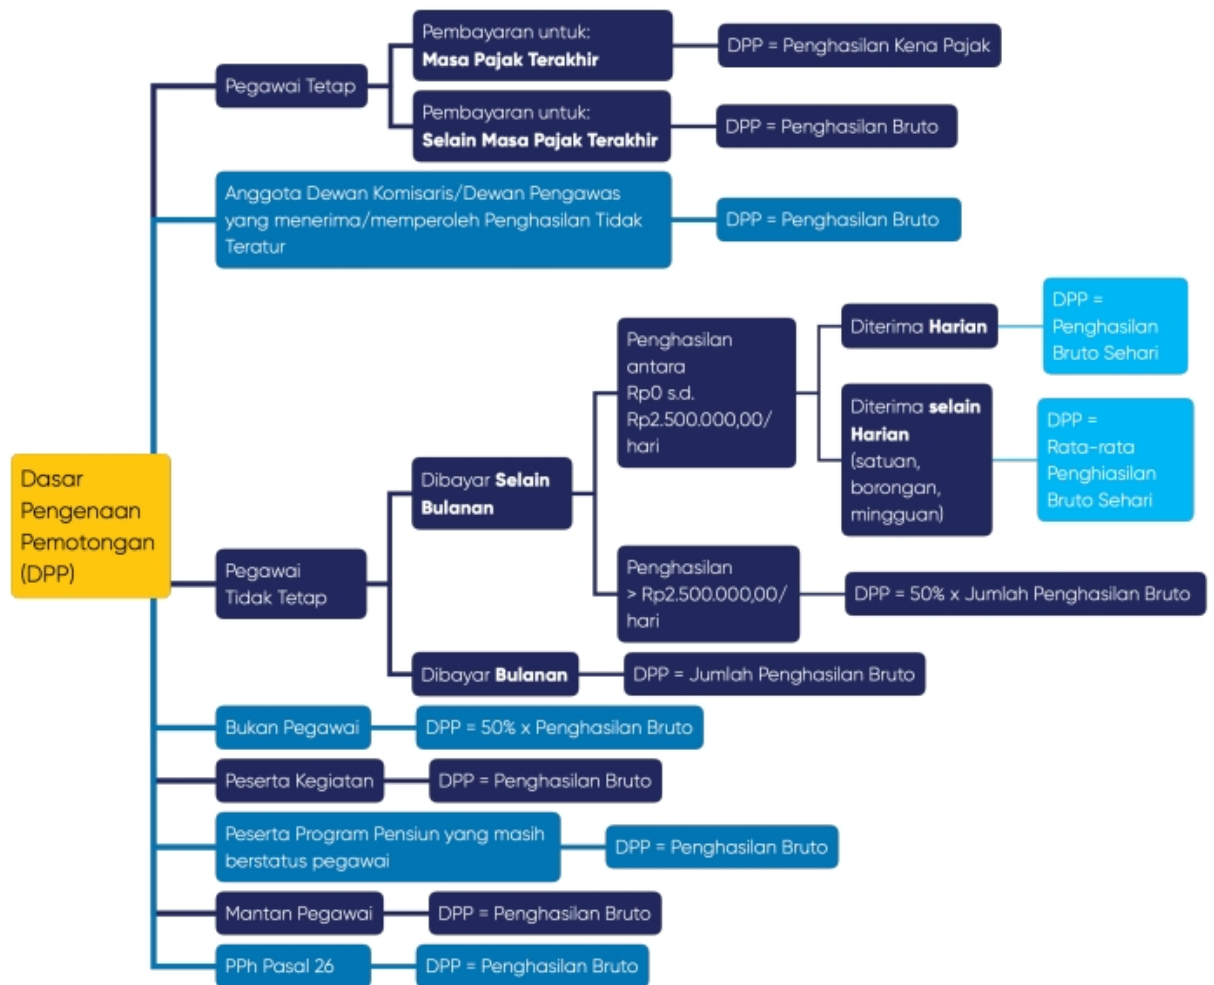 Dasar
Pengenaan
Pemotongan
(DPP)
Pegawai Tetap
Pembayaran untuk:
Masa Pajak Terakhir
DPP = Penghasilan Kena Pajak
Pembayaran untuk:
Selain Masa Pajak Terakhir
DPP = Penghasilan Bruto
Anggota Dewan Komisaris/Dewan Pengawas
yang menerima/memperoleh Penghasilan Tidak
Teratur
DPP = Penghasilan Bruto
Pegawai
Tidak Tetap
Dibayar Selain
Bulanan
Penghasilan
antara
Rp0 s.d.
Rp2.500.000,00/
hari
Diterima Harian
DPP =
Penghasilan
Bruto Sehari
Diterima selain
Harian
(satuan,
borongan,
mingguan)
DPP =
Rata-rata
Penghiasilan
Bruto Sehari
Penghasilan
> Rp2.500.000,00/
hari
DPP = 50% x Jumlah Penghasilan Bruto
Dibayar Bulanan
DPP = Jumlah Penghasilan Bruto
Bukan Pegawai
DPP = 50% x Penghasilan Bruto
Peserta Kegiatan
DPP = Penghasilan Bruto
Peserta Program Pensiun yang masih
berstatus pegawai
DPP = Penghasilan Bruto
Mantan Pegawai
DPP = Penghasilan Bruto
PPh Pasal 26
DPP = Penghasilan Bruto